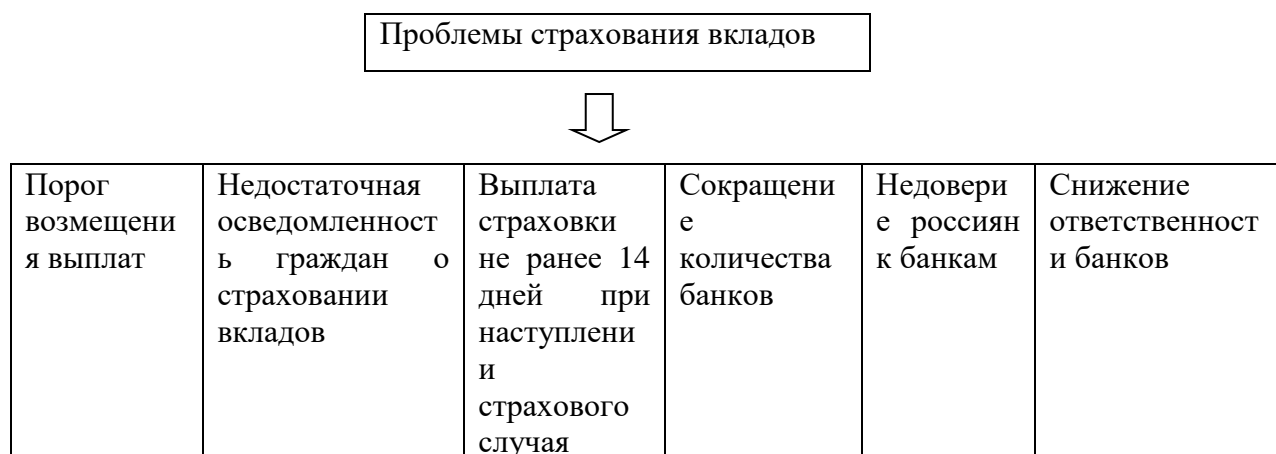 Проблемы страхования вкладов
Порог
возмещени
я выплат
Недостаточная
осведомленност
ь граждан о
страховании
вкладов
Выплата
страховки
не ранее 14
дней при
наступлени
и
страхового
случая
Сокращени
е
количества
банков
Недовери
е россиян
к банкам
Снижение
ответственност
и банков